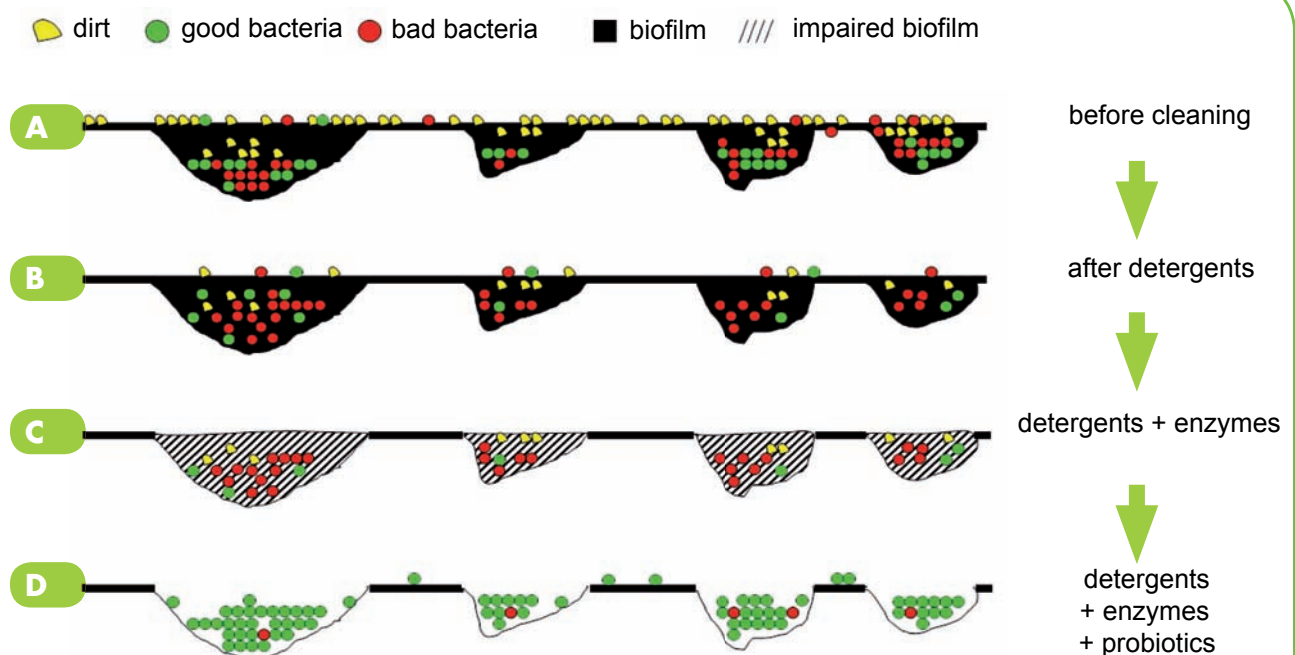 dirt good bacteria bad bacteria biofilm impaired biofilm
A before cleaning
B after detergents
C detergents + enzymes
D detergents
+ enzymes
+ probiotics